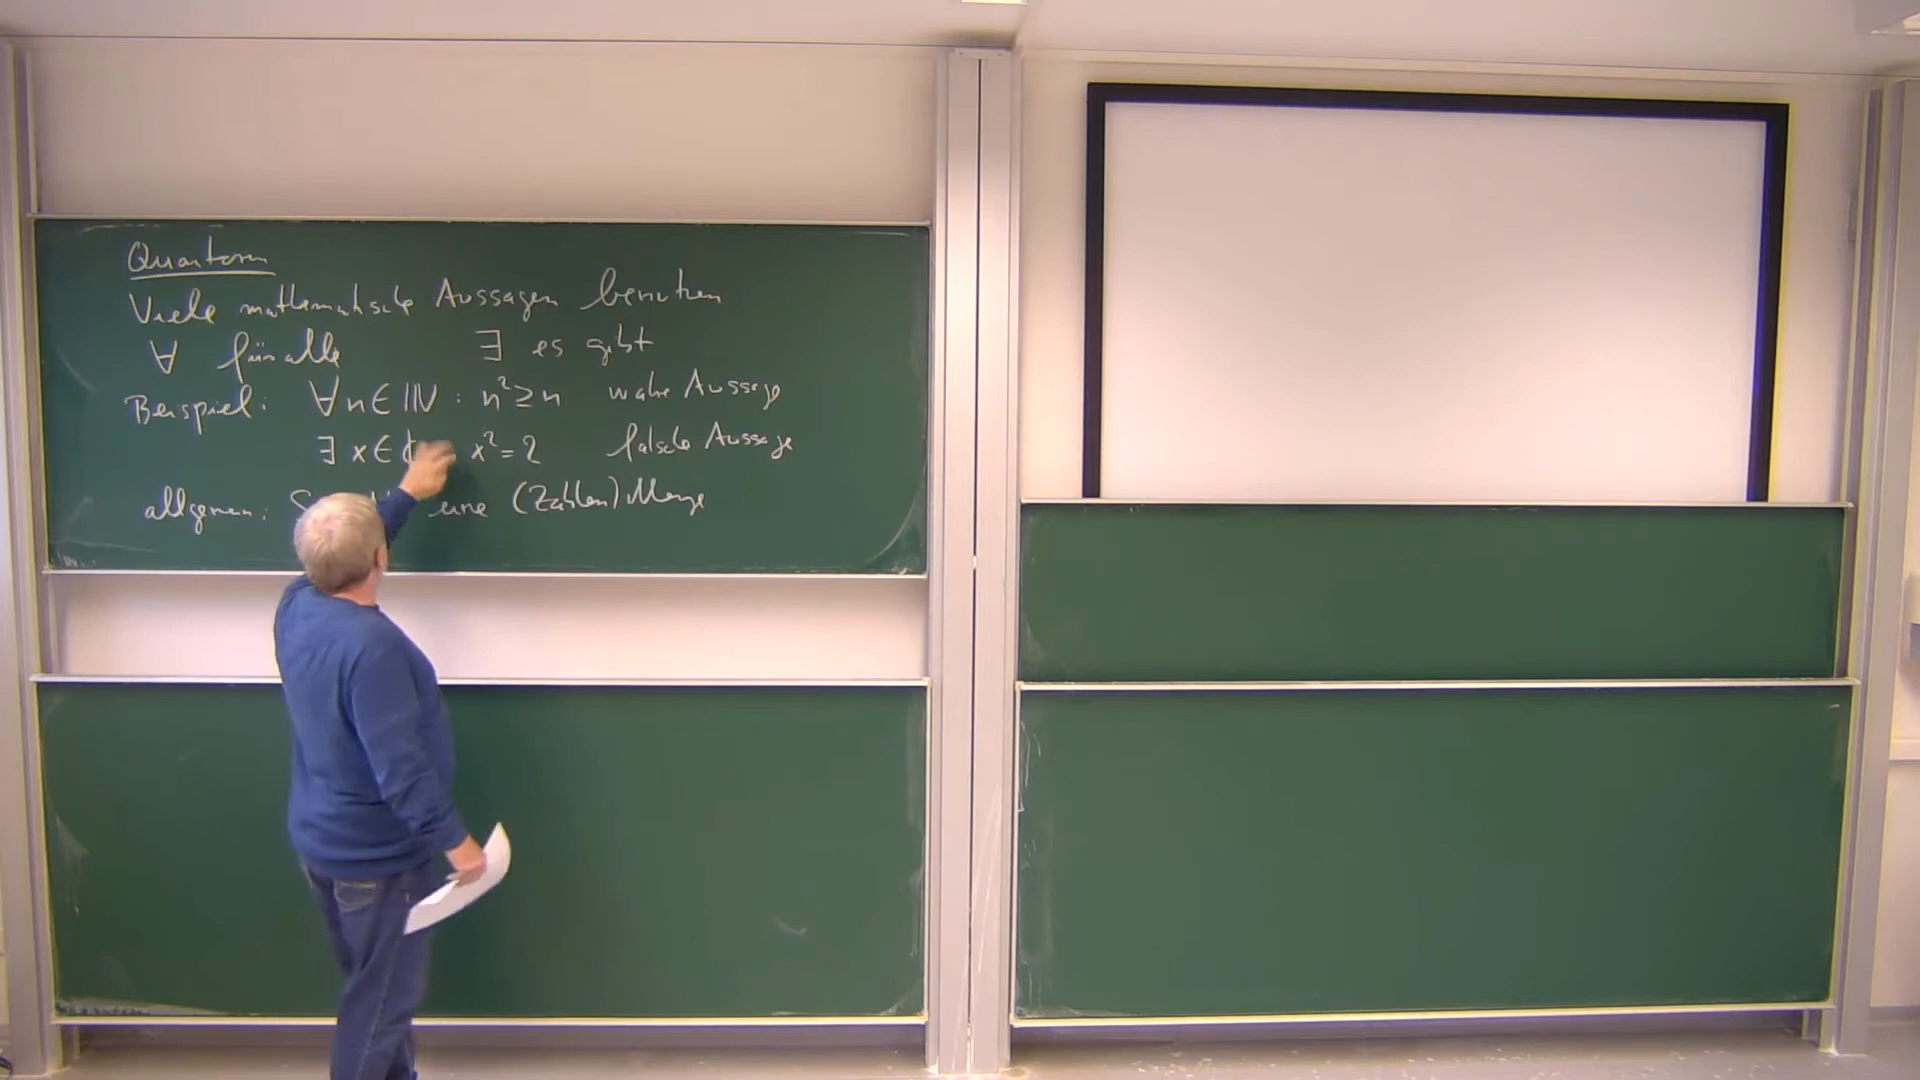 Quantoren
Viele mathematische Aussagen benutzen
∀ für alle ∃ es gibt
Beispiel: ∀ n ∈ ℕ : n² ≥ n wahre Aussage
∃ x ∈ x² = 2 falsche Aussage
allgemein: eine (Zahlen) Menge